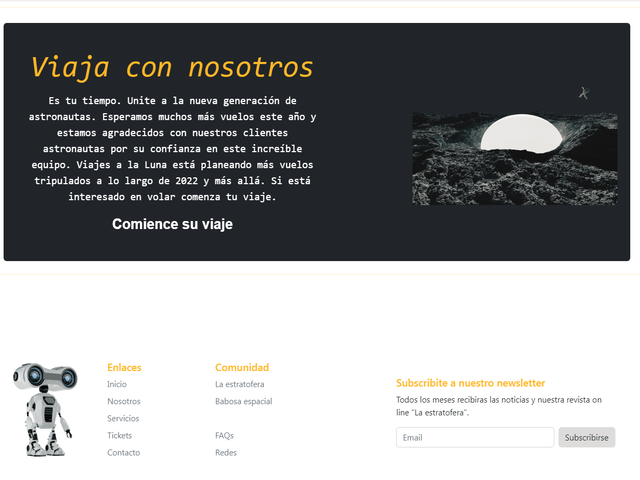 Viaja con nosotros
Es tu tiempo. Unite a la nueva generación de
astronautas. Esperamos muchos más vuelos este año y
estamos agradecidos con nuestros clientes
astronautas por su confianza en este increíble
equipo. Viajes a la Luna está planeando más vuelos
tripulados a lo largo de 2022 y más allá. Si está
interesado en volar comienza tu viaje.
Comience su viaje
Enlaces
Inicio
Nosotros
Servicios
Tickets
Contacto
Comunidad
La estratofera
Babosa espacial
FAQs
Redes
Subscribite a nuestro newsletter
Todos los meses recibiras las noticias y nuestra revista on
line "La estratofera".
Email
Subscribirse